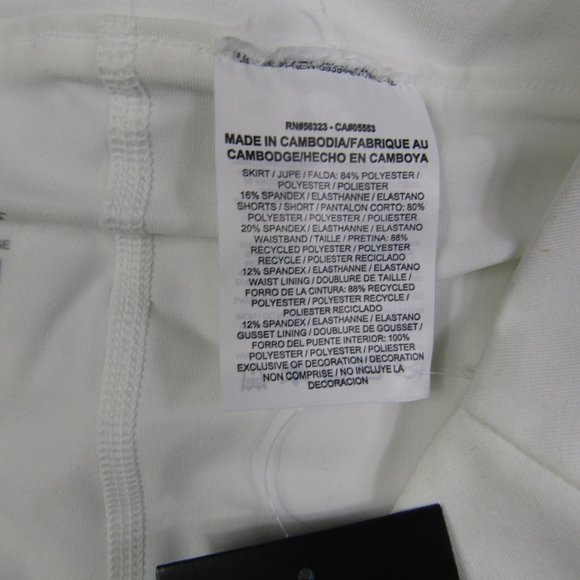 RN#56323 - CA#05553
MADE IN CAMBODIA/FABRIQUE AU
CAMBODGE/HECHO EN CAMBOYA
SKIRT / JUPE / FALDA: 84% POLYESTER /
POLYESTER / POLIESTER
16% SPANDEX / ELASTHANNE / ELASTANO
SHORTS / SHORT / PANTALON CORTO: 80%
POLYESTER / POLYESTER / POLIESTER
20% SPANDEX / ELASTHANNE / ELASTANO
WAISTBAND / TAILLE / PRETINA: 88%
RECYCLED POLYESTER / POLYESTER
RECYCLE / POLIESTER RECICLADO
12% SPANDEX / ELASTHANNE / ELASTANO
WAIST LINING / DOUBLURE DE TAILLE /
FORRO DE LA CINTURA: 88% RECYCLED
POLYESTER / POLYESTER RECYCLE /
POLIESTER RECICLADO
12% SPANDEX / ELASTHANNE / ELASTANO
GUSSET LINING / DOUBLURE DE GOUSSET /
FORRO DEL PUENTE INTERIOR: 100%
POLYESTER / POLYESTER / POLIESTER
EXCLUSIVE OF DECORATION / DECORATION
NON COMPRISE / NO INCLUYE LA
DECORACION